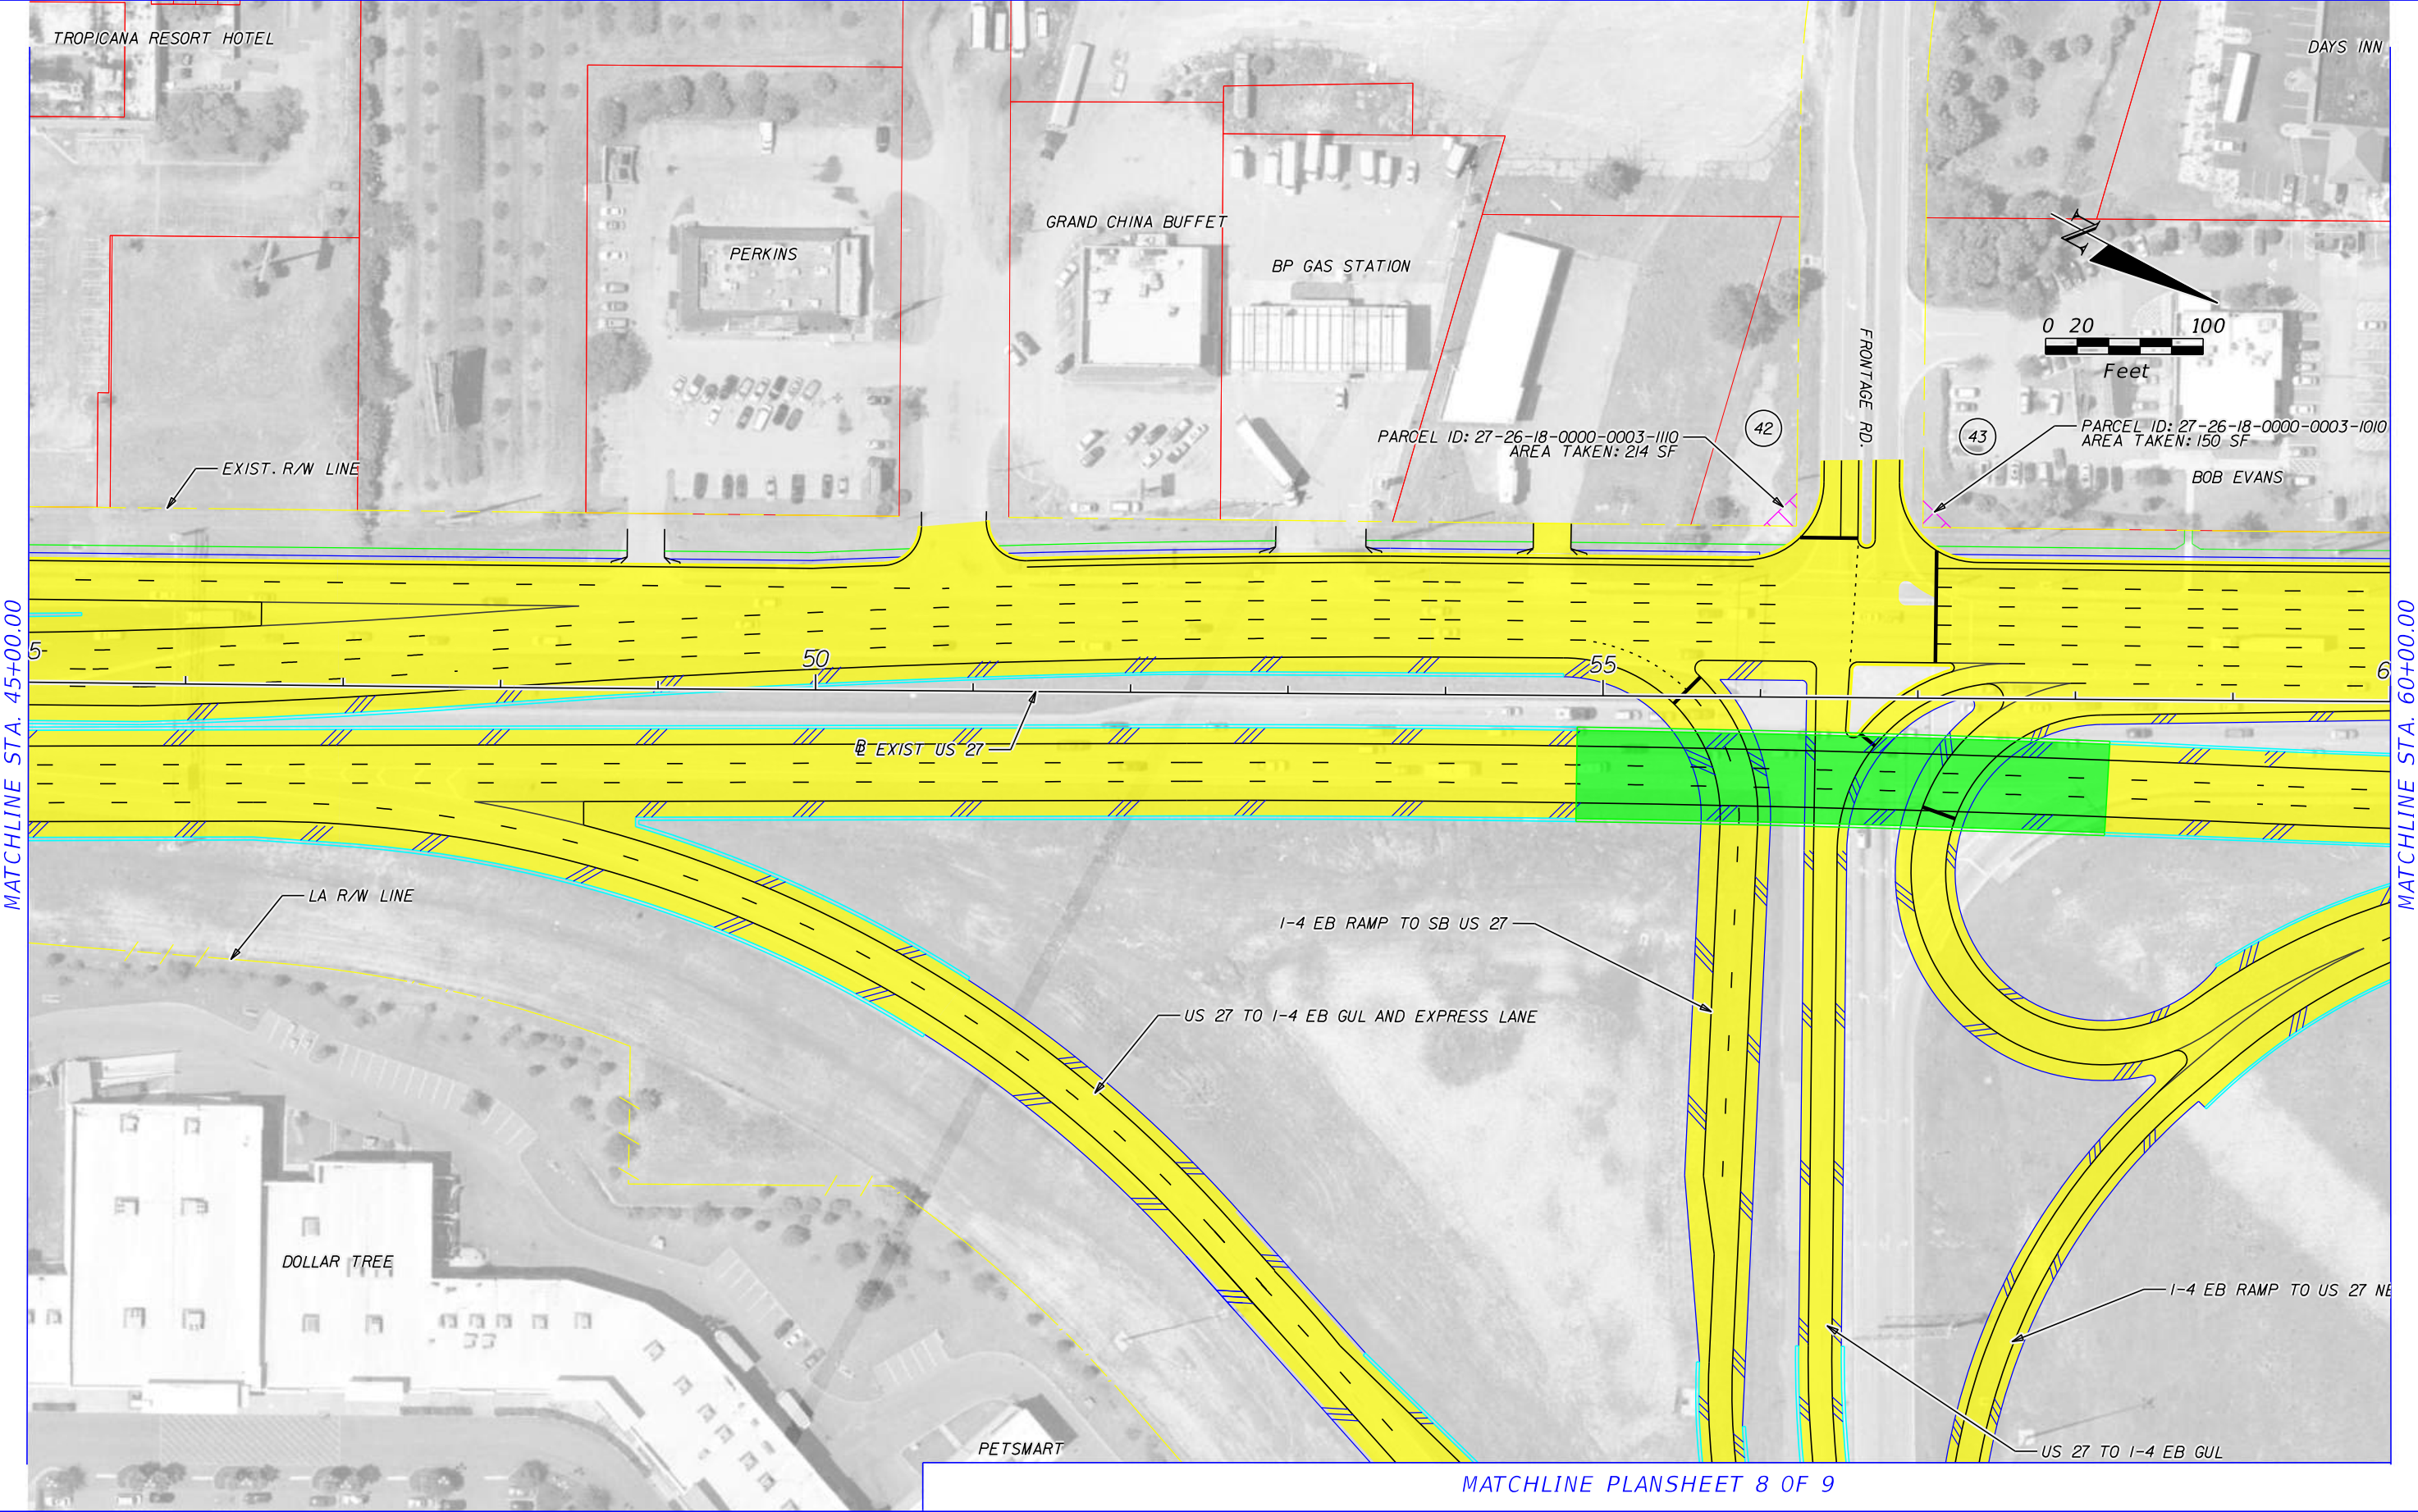 TROPICANA RESORT HOTEL
DAYS INN
PERKINS
GRAND CHINA BUFFET
BP GAS STATION
N
0 20 100
Feet
FRONTAGE RD.
42
43
PARCEL ID: 27-26-18-0000-0003-1110
AREA TAKEN: 214 SF
PARCEL ID: 27-26-18-0000-0003-1010
AREA TAKEN: 150 SF
BOB EVANS
EXIST. R/W LINE
MATCHLINE STA. 45+00.00
MATCHLINE STA. 60+00.00
5
50
55
6
BL EXIST US 27
LA R/W LINE
I-4 EB RAMP TO SB US 27
US 27 TO I-4 EB GUL AND EXPRESS LANE
DOLLAR TREE
I-4 EB RAMP TO US 27 NB
PETSMART
US 27 TO I-4 EB GUL
MATCHLINE PLANSHEET 8 OF 9